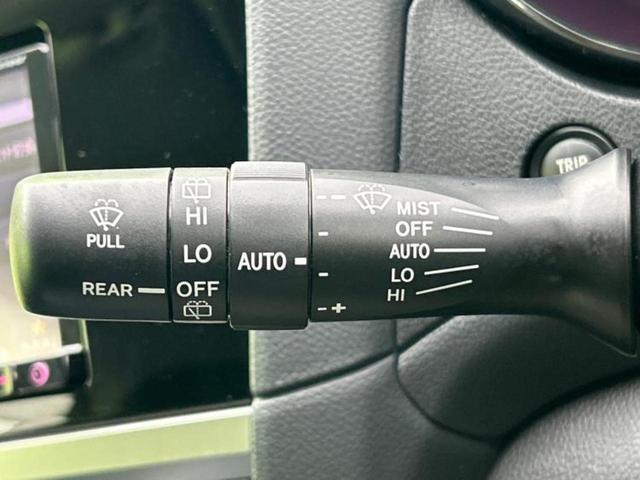 PULL
REAR
HI
LO
OFF
AUTO
- -
-
-
-+
MIST
OFF
AUTO
LO
HI
TRIP